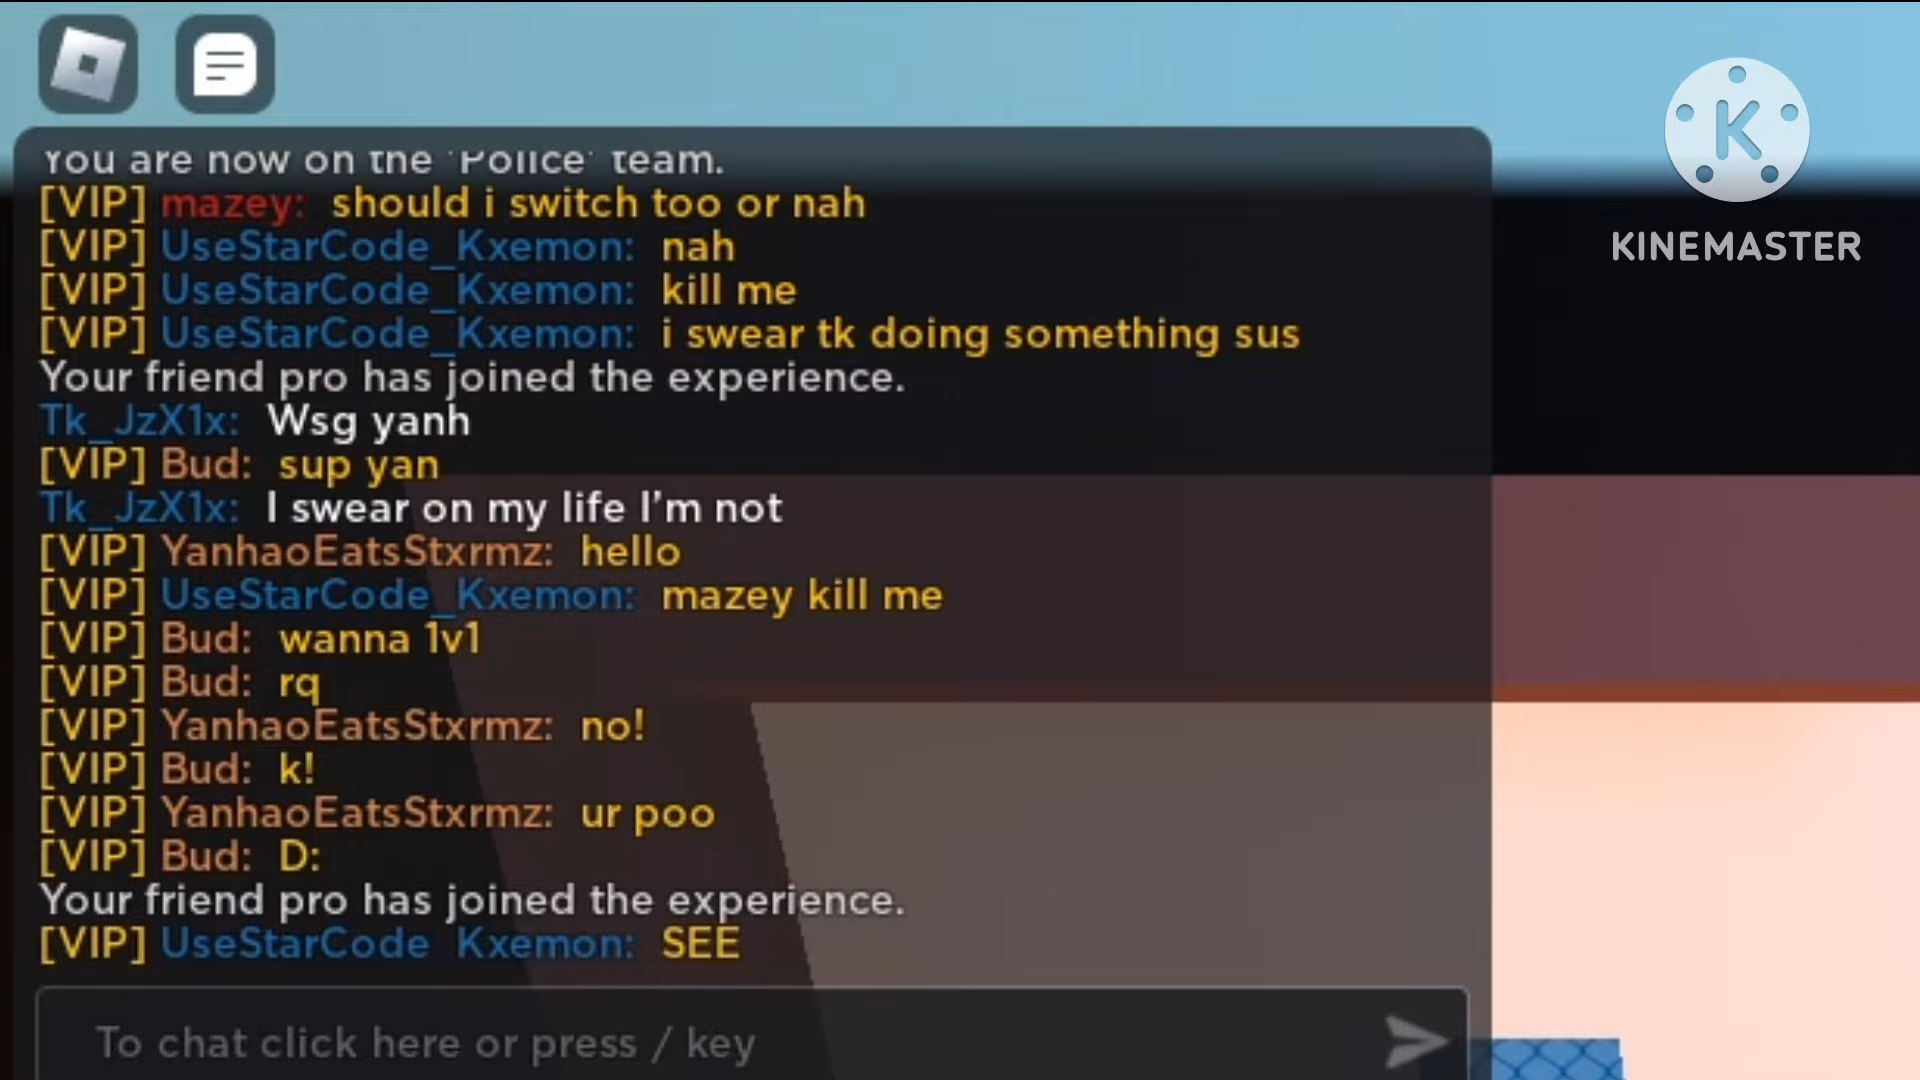 You are now on the 'Police' team.
[VIP] mazey: should i switch too or nah
[VIP] UseStarCode_Kxemon: nah
[VIP] UseStarCode_Kxemon: kill me
[VIP] UseStarCode_Kxemon: i swear tk doing something sus
Your friend pro has joined the experience.
Tk_JzX1x: Wsg yanh
[VIP] Bud: sup yan
Tk_JzX1x: I swear on my life I'm not
[VIP] YanhaoEatsStxrmz: hello
[VIP] UseStarCode_Kxemon: mazey kill me
[VIP] Bud: wanna 1v1
[VIP] Bud: rq
[VIP] YanhaoEatsStxrmz: no!
[VIP] Bud: k!
[VIP] YanhaoEatsStxrmz: ur poo
[VIP] Bud: D:
Your friend pro has joined the experience.
[VIP] UseStarCode Kxemon: SEE
To chat click here or press / key
K
KINEMASTER